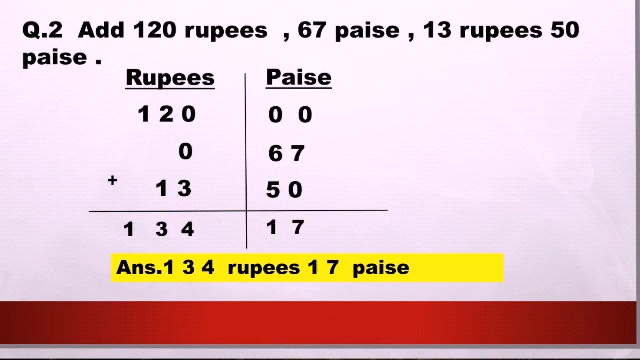 Q.2 Add 120 rupees , 67 paise , 13 rupees 50
paise .
Rupees Paise
1 2 0 0 0
0 6 7
+ 1 3 5 0
1 3 4 1 7
Ans.1 3 4 rupees 1 7 paise